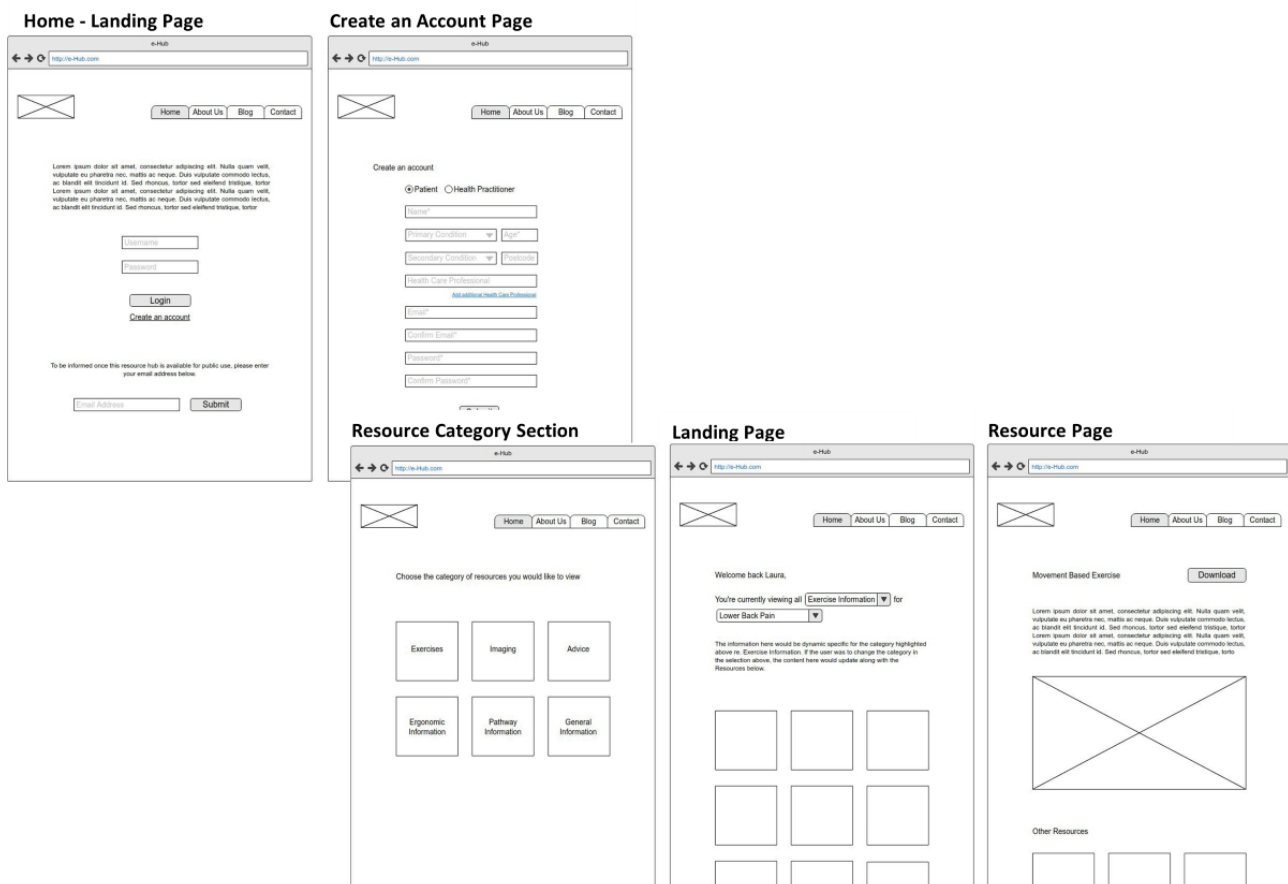 Home - Landing Page
e-Hub
http://e-Hub.com
Home About Us Blog Contact
Lorem ipsum dolor sit amet, consectetur adipiscing elit. Nulla quam velit,
vulputate eu pharetra nec, mattis ac neque. Duis vulputate commodo lectus,
ac blandit elit tincidunt id. Sed rhoncus, tortor sed eleifend tristique, tortor
Lorem ipsum dolor sit amet, consectetur adipiscing elit. Nulla quam velit,
vulputate eu pharetra nec, mattis ac neque. Duis vulputate commodo lectus,
ac blandit elit tincidunt id. Sed rhoncus, tortor sed eleifend tristique, tortor
Username
Password
Login
Create an account
To be informed once this resource hub is available for public use, please enter
your email address below.
Email Address Submit
Create an Account Page
e-Hub
http://e-Hub.com
Home About Us Blog Contact
Create an account
Patient Health Practitioner
Name*
Primary Condition Age*
Secondary Condition Postcode
Health Care Professional
Add additional Health Care Professional
Email*
Confirm Email*
Password*
Confirm Password*
Resource Category Section
e-Hub
http://e-Hub.com
Home About Us Blog Contact
Choose the category of resources you would like to view
Exercises Imaging Advice
Ergonomic Pathway General
Information Information Information
Landing Page
e-Hub
http://e-Hub.com
Home About Us Blog Contact
Welcome back Laura,
You're currently viewing all Exercise Information for
Lower Back Pain
The information here would be dynamic specific for the category highlighted
above re. Exercise Information. If the user was to change the category in
the selection above, the content here would update along with the
Resources below.
Resource Page
e-Hub
http://e-Hub.com
Home About Us Blog Contact
Movement Based Exercise Download
Lorem ipsum dolor sit amet, consectetur adipiscing elit. Nulla quam velit,
vulputate eu pharetra nec, mattis ac neque. Duis vulputate commodo lectus,
ac blandit elit tincidunt id. Sed rhoncus, tortor sed eleifend tristique, tortor
Lorem ipsum dolor sit amet, consectetur adipiscing elit. Nulla quam velit,
vulputate eu pharetra nec, mattis ac neque. Duis vulputate commodo lectus,
ac blandit elit tincidunt id. Sed rhoncus, tortor sed eleifend tristique, torto
Other Resources